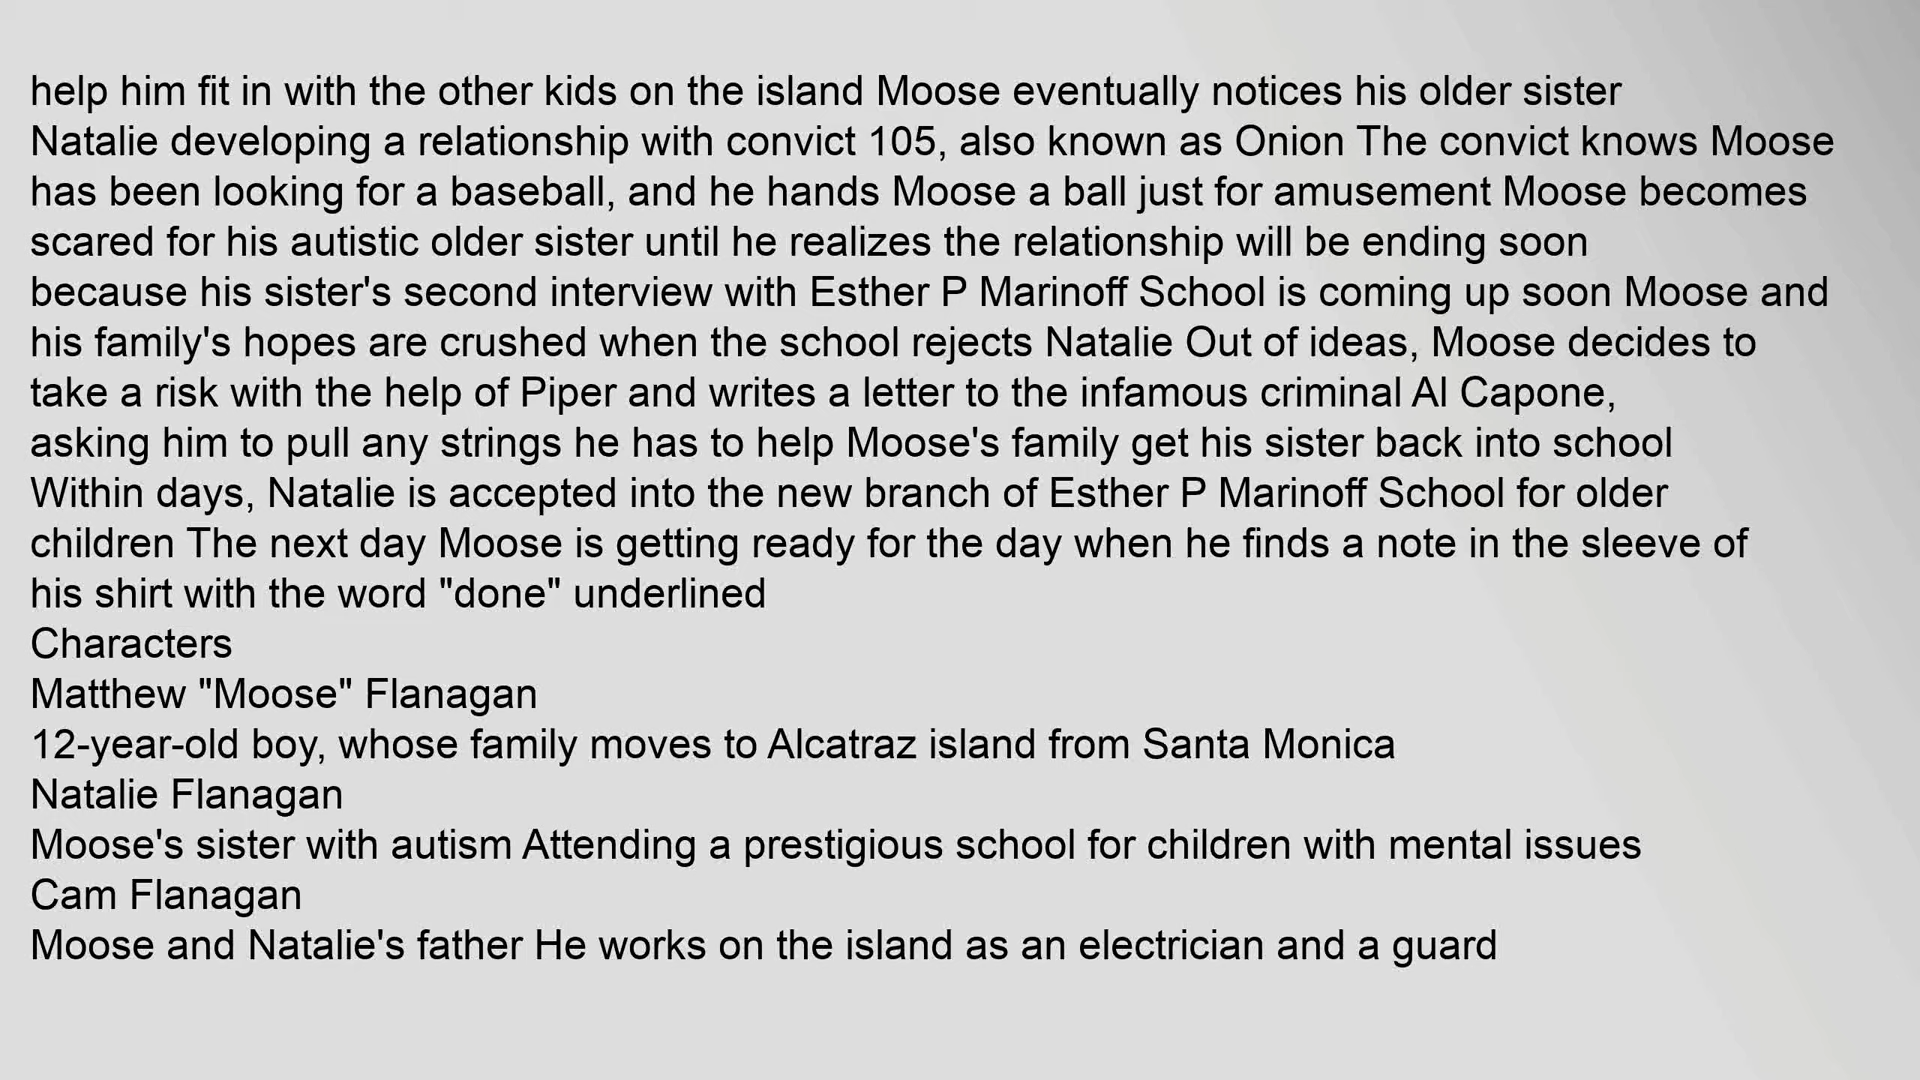 help him fit in with the other kids on the island Moose eventually notices his older sister
Natalie developing a relationship with convict 105, also known as Onion The convict knows Moose
has been looking for a baseball, and he hands Moose a ball just for amusement Moose becomes
scared for his autistic older sister until he realizes the relationship will be ending soon
because his sister's second interview with Esther P Marinoff School is coming up soon Moose and
his family's hopes are crushed when the school rejects Natalie Out of ideas, Moose decides to
take a risk with the help of Piper and writes a letter to the infamous criminal Al Capone,
asking him to pull any strings he has to help Moose's family get his sister back into school
Within days, Natalie is accepted into the new branch of Esther P Marinoff School for older
children The next day Moose is getting ready for the day when he finds a note in the sleeve of
his shirt with the word "done" underlined
Characters
Matthew "Moose" Flanagan
12-year-old boy, whose family moves to Alcatraz island from Santa Monica
Natalie Flanagan
Moose's sister with autism Attending a prestigious school for children with mental issues
Cam Flanagan
Moose and Natalie's father He works on the island as an electrician and a guard